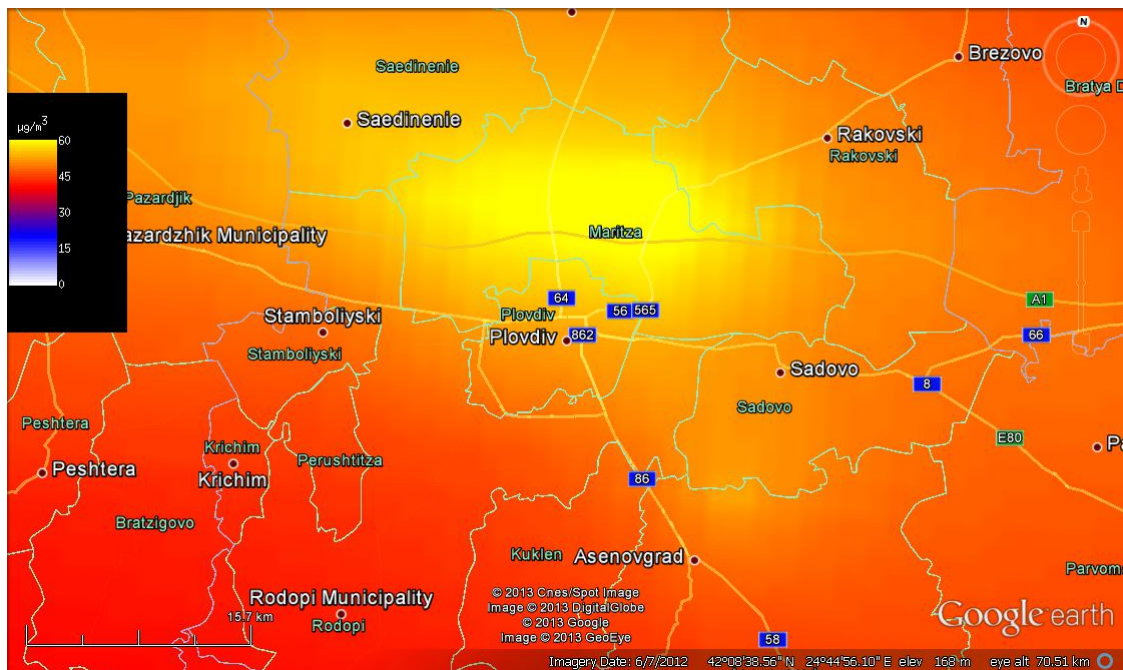 N
Brezovo
Saedinenie
Bratya D
Saedinenie
µg/m³
Rakovski
60
Rakovski
45
Pazardjik
30
Maritza
azardzhik Municipality
15
0
64
A1
56
565
Stamboliyski
Plovdiv
862
66
Plovdiv
Stamboliyski
Sadovo
8
Sadovo
Peshtera
E80
Krichim
Perushtitza
Pa
Peshtera
Krichim
86
Bratzigovo
Kuklen
Asenovgrad
Parvom
Rodopi Municipality
© 2013 Cnes/Spot Image
Image © 2013 DigitalGlobe
© 2013 Google
Image © 2013 GeoEye
15.7 km
Rodopi
Google earth
58
Imagery Date: 6/7/2012 42°08'38.56" N 24°44'56.10" E elev 168 m eye alt 70.51 km